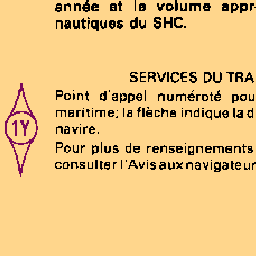 année et le volume appr
nautiques du SHC.
SERVICES DU TRA
Point d'appel numéroté pou
maritime; la flèche indique la d
navire.
1Y
Pour plus de renseignements
consulter l'Avis aux navigateur